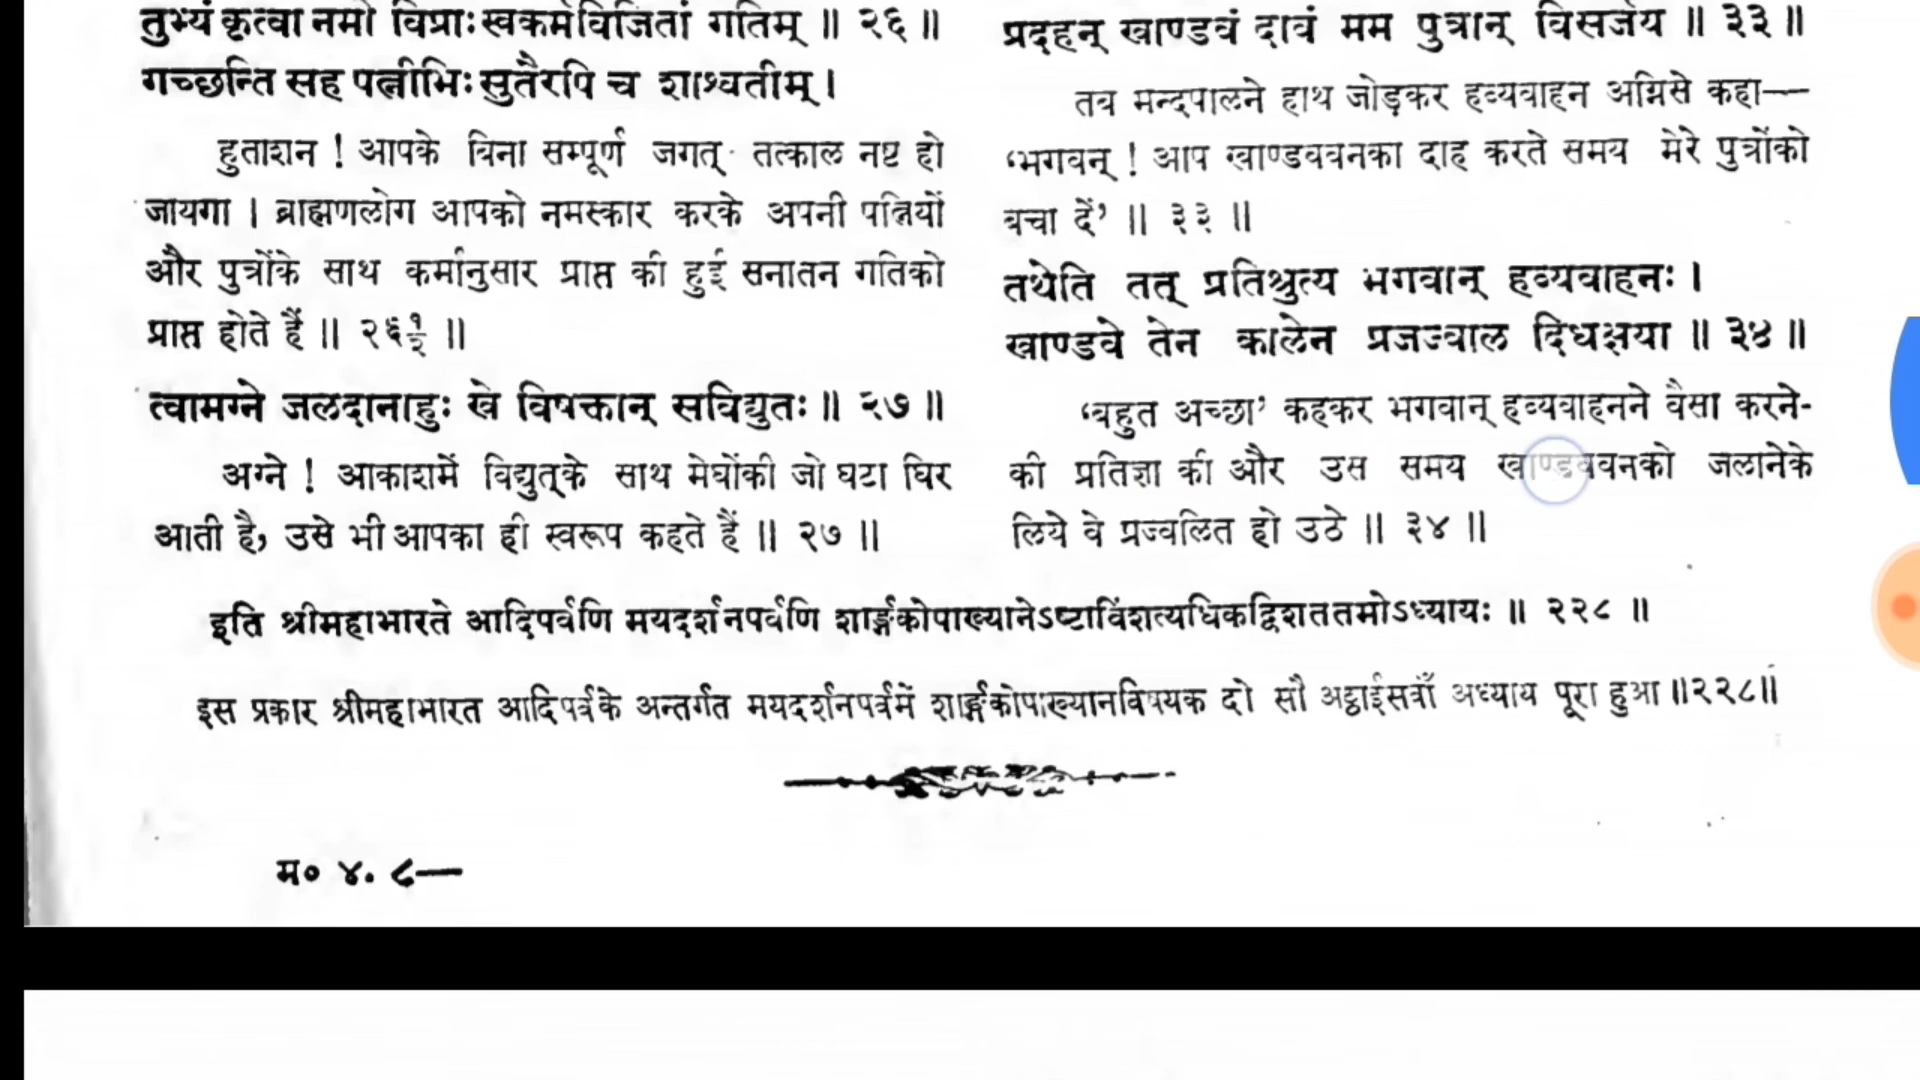 तुभ्यं कृत्वा नमो विप्राः स्वकर्मविजितां गतिम् ॥ २६ ॥
गच्छन्ति सह पत्नीभिः सुतैरपि च शाश्वतीम् ।
हुताशन ! आपके विना सम्पूर्ण जगत् तत्काल नष्ट हो
जायगा । ब्राह्मणलोग आपको नमस्कार करके अपनी पत्नियों
और पुत्रोंके साथ कर्मानुसार प्राप्त की हुई सनातन गतिको
प्राप्त होते हैं ॥ २६१/२ ॥
त्वामग्ने जलदानाहुः खे विषक्तान् सविद्युतः ॥ २७ ॥
अग्ने ! आकाशमें विद्युत्‌के साथ मेघोंकी जो घटा घिर
आती है, उसे भी आपका ही स्वरूप कहते हैं ॥ २७ ॥
प्रदहन् खाण्डवं दावं मम पुत्रान् विसर्जय ॥ ३३ ॥
तब मन्दपालने हाथ जोड़कर हव्यवाहन अग्निसे कहा—
‘भगवन् ! आप खाण्डववनका दाह करते समय मेरे पुत्रोंको
बचा दें’ ॥ ३३ ॥
तथेति तत् प्रतिश्रुत्य भगवान् हव्यवाहनः ।
खाण्डवे तेन कालेन प्रजज्वाल दिधक्षया ॥ ३४ ॥
‘बहुत अच्छा’ कहकर भगवान् हव्यवाहनने वैसा करने-
की प्रतिज्ञा की और उस समय खाण्डववनको जलानेके
लिये वे प्रज्वलित हो उठे ॥ ३४ ॥
इति श्रीमहाभारते आदिपर्वणि मयदर्शनपर्वणि शार्ङ्गकोपाख्यानेऽष्टाविंशत्यधिकद्विशततमोऽध्यायः ॥ २२८ ॥
इस प्रकार श्रीमहाभारत आदिपर्वके अन्तर्गत मयदर्शनपर्वमें शार्ङ्गकोपाख्यानविषयक दो सौ अट्ठाईसवाँ अध्याय पूरा हुआ ॥२२८॥
म० ४. ८—